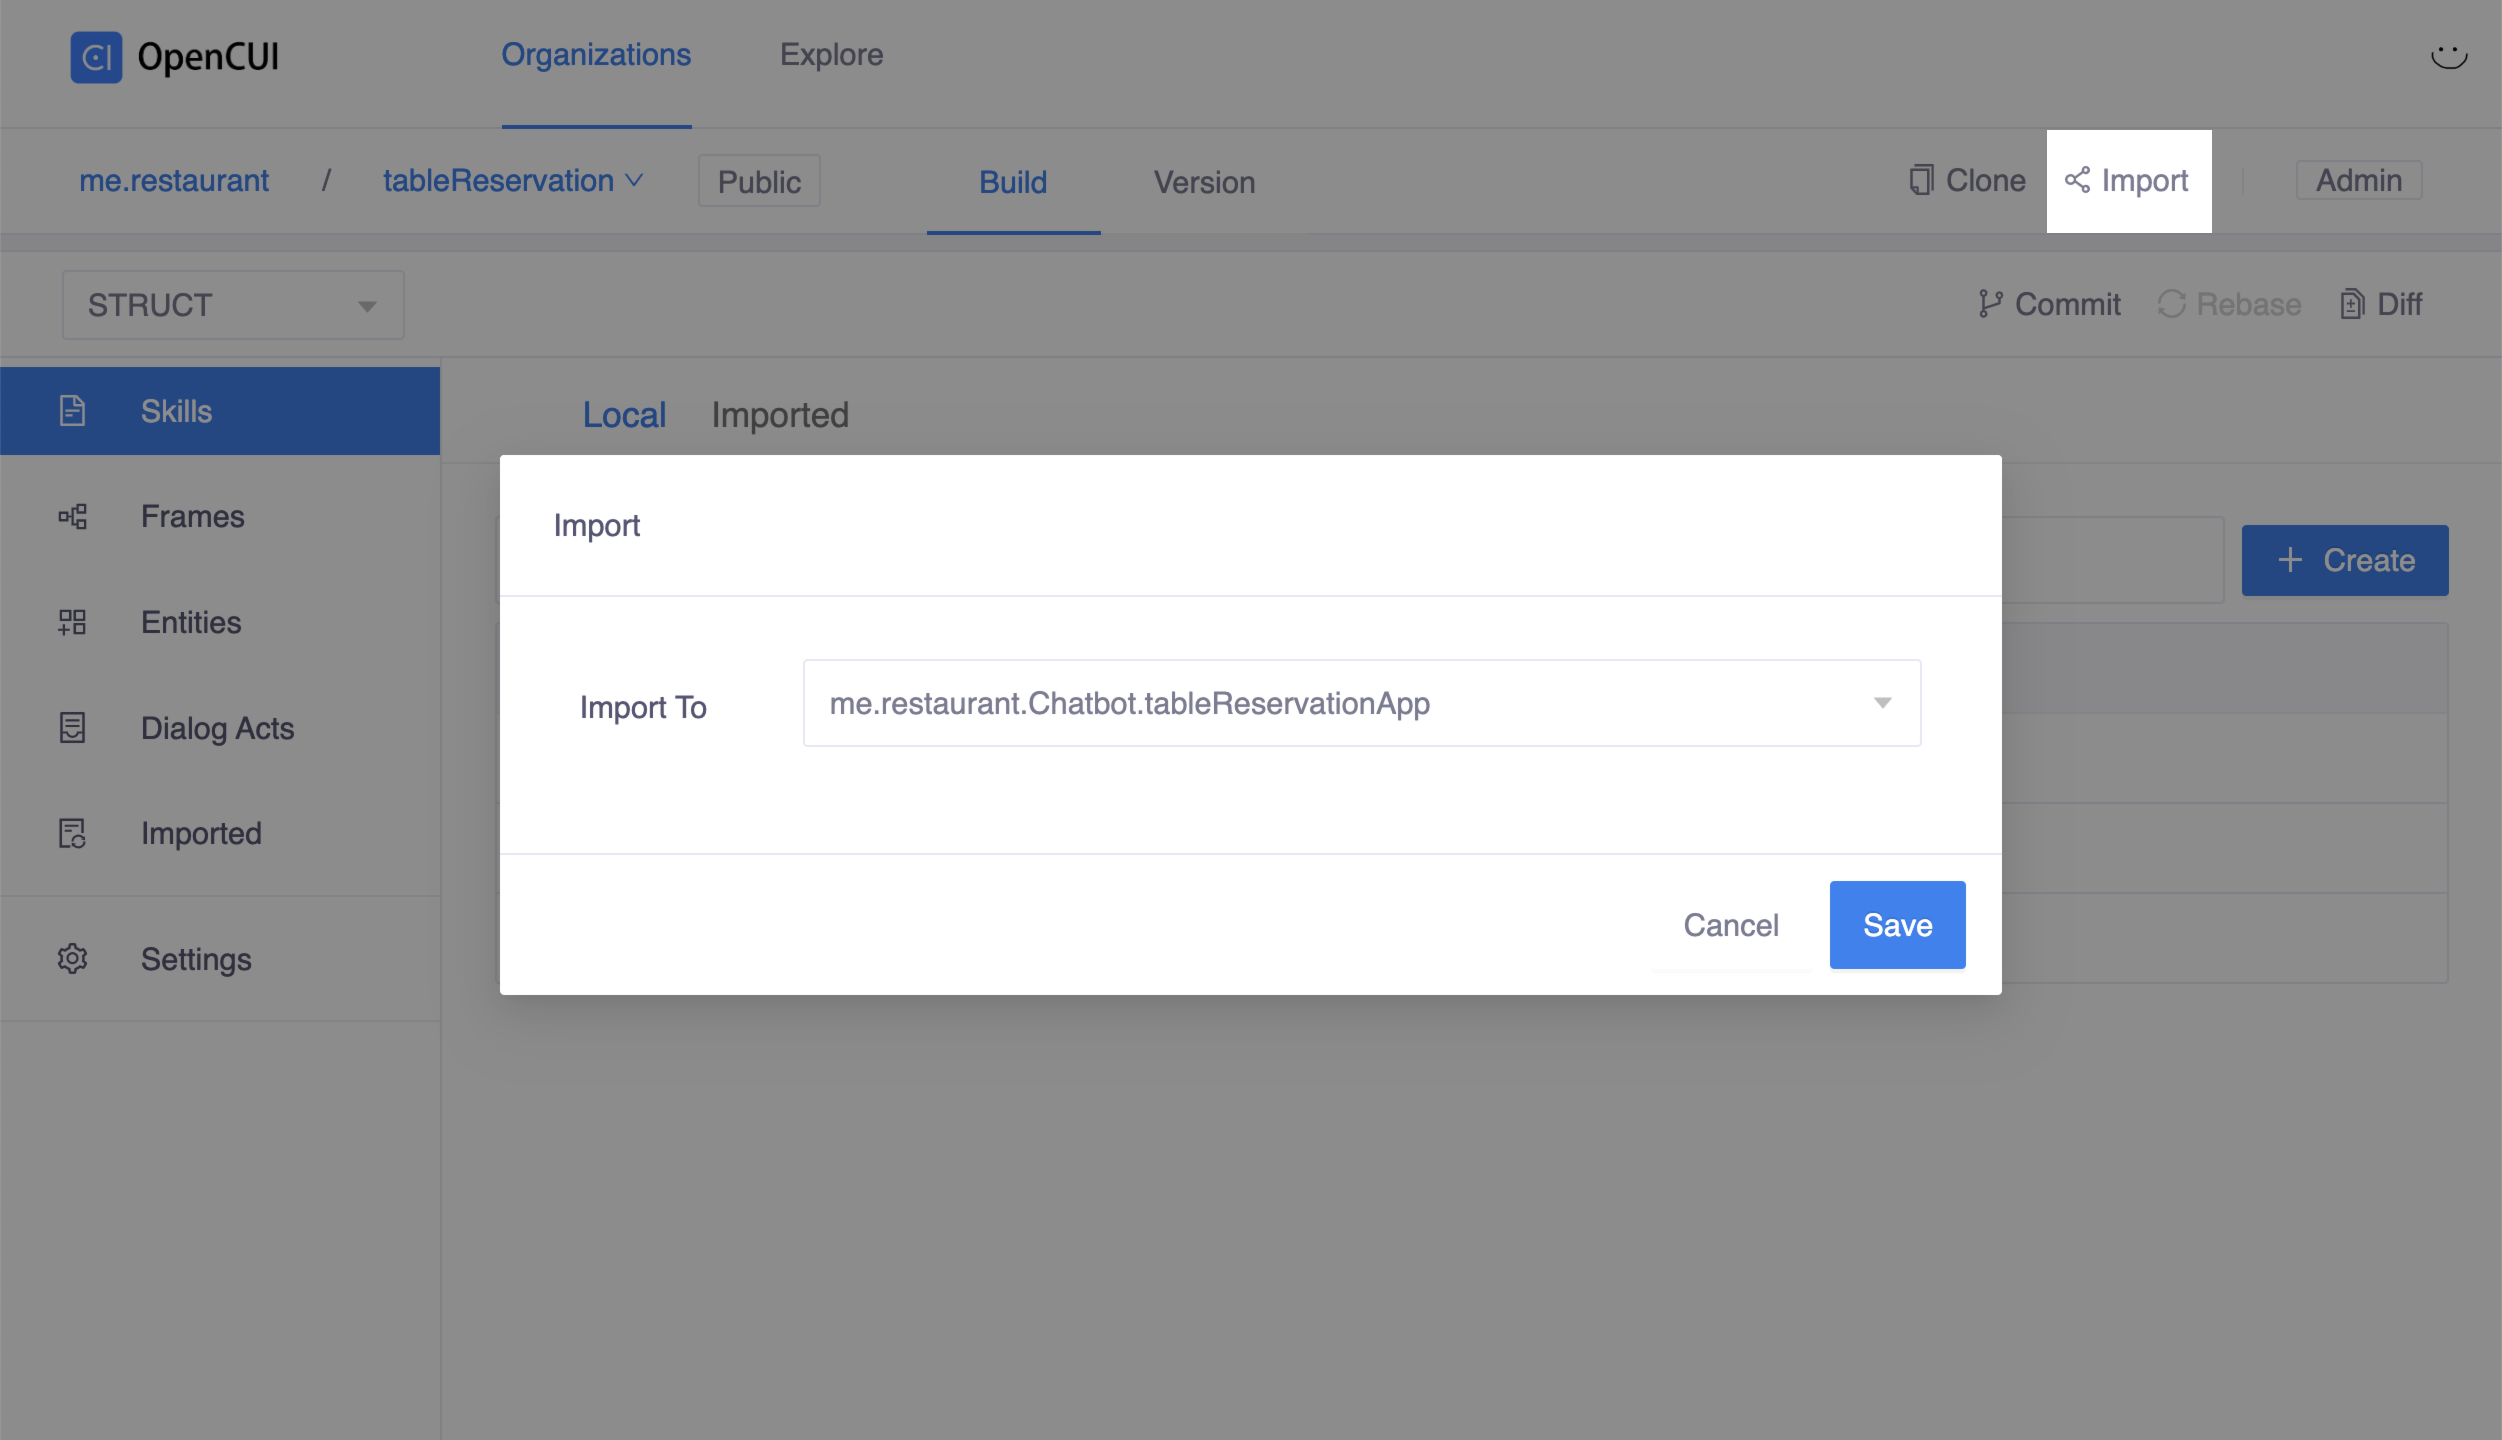 OpenCUI
Organizations
Explore
me.restaurant / tableReservation
Public
Build
Version
Clone
Import
Admin
STRUCT
Commit
Rebase
Diff
Skills
Local
Imported
Frames
Import
Create
Entities
Import To
me.restaurant.Chatbot.tableReservationApp
Dialog Acts
Imported
Cancel
Save
Settings